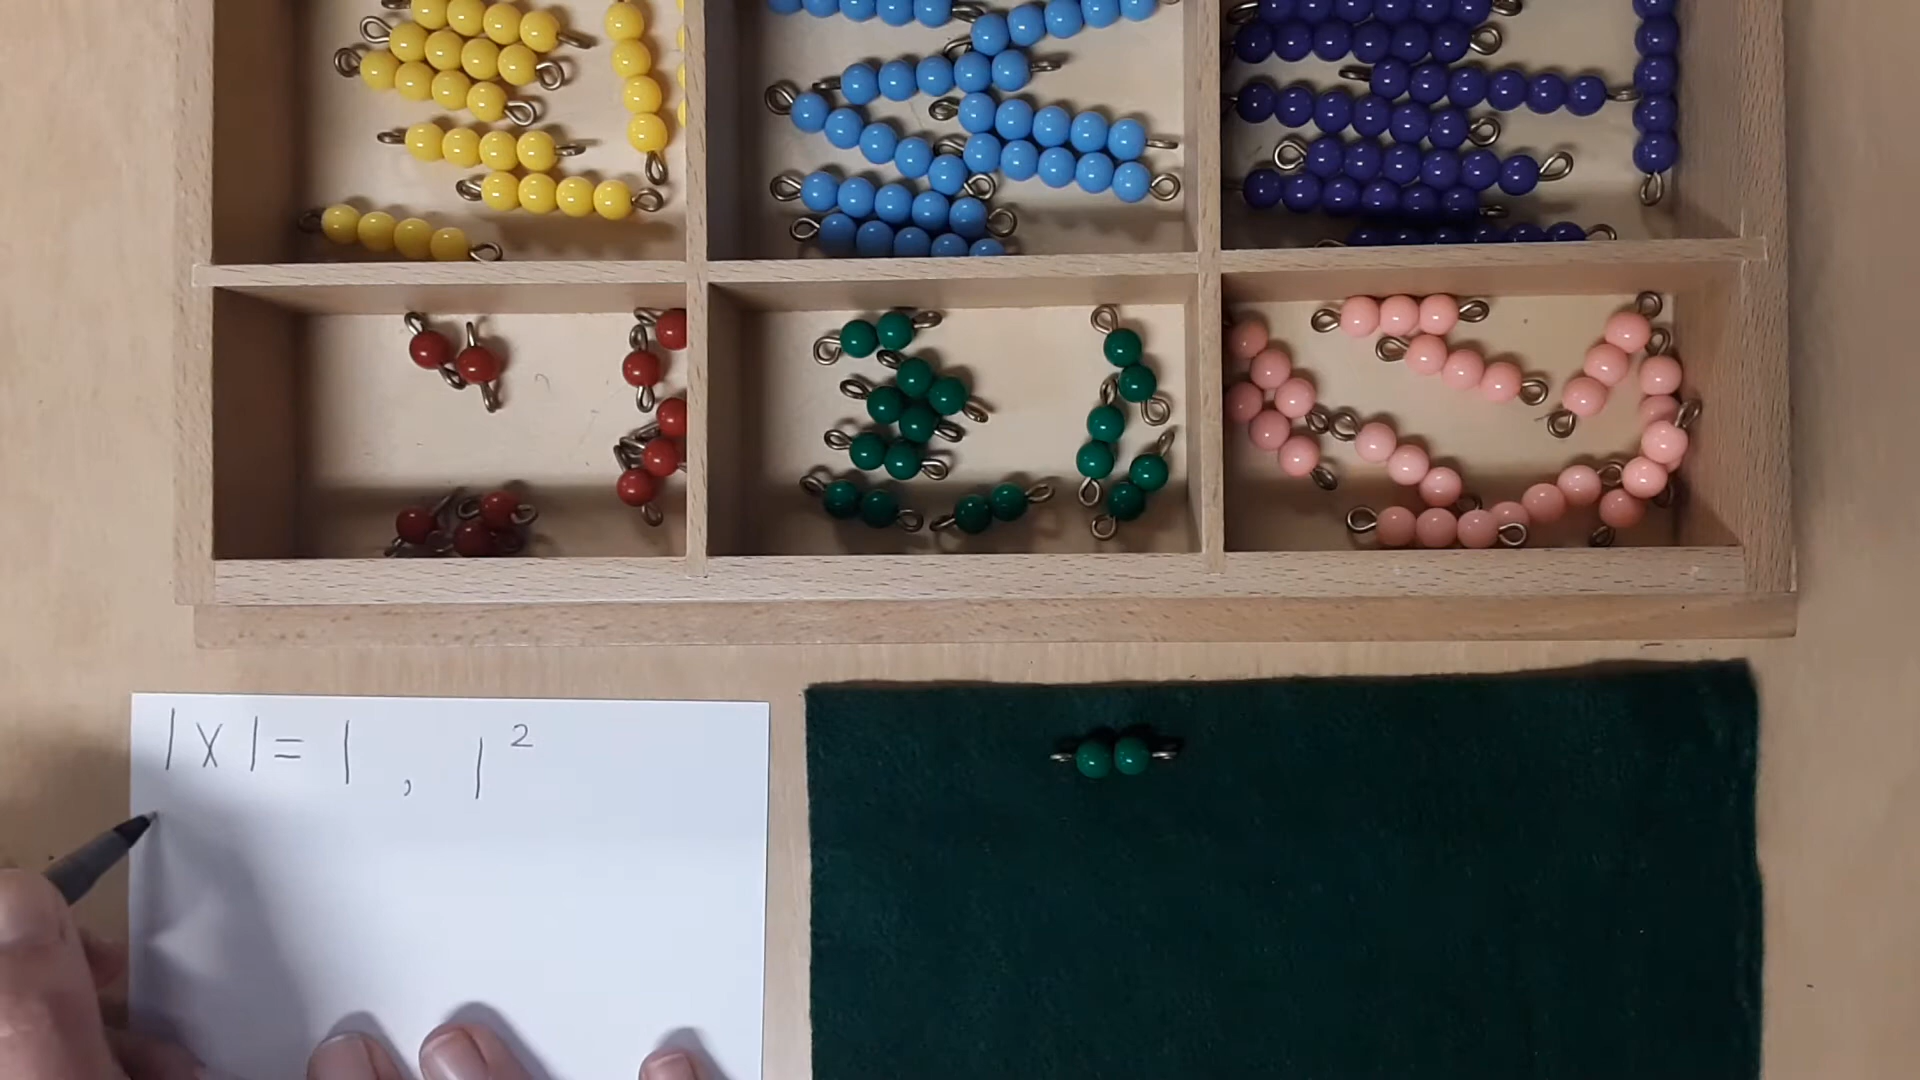 1 x 1 = 1 , 1²